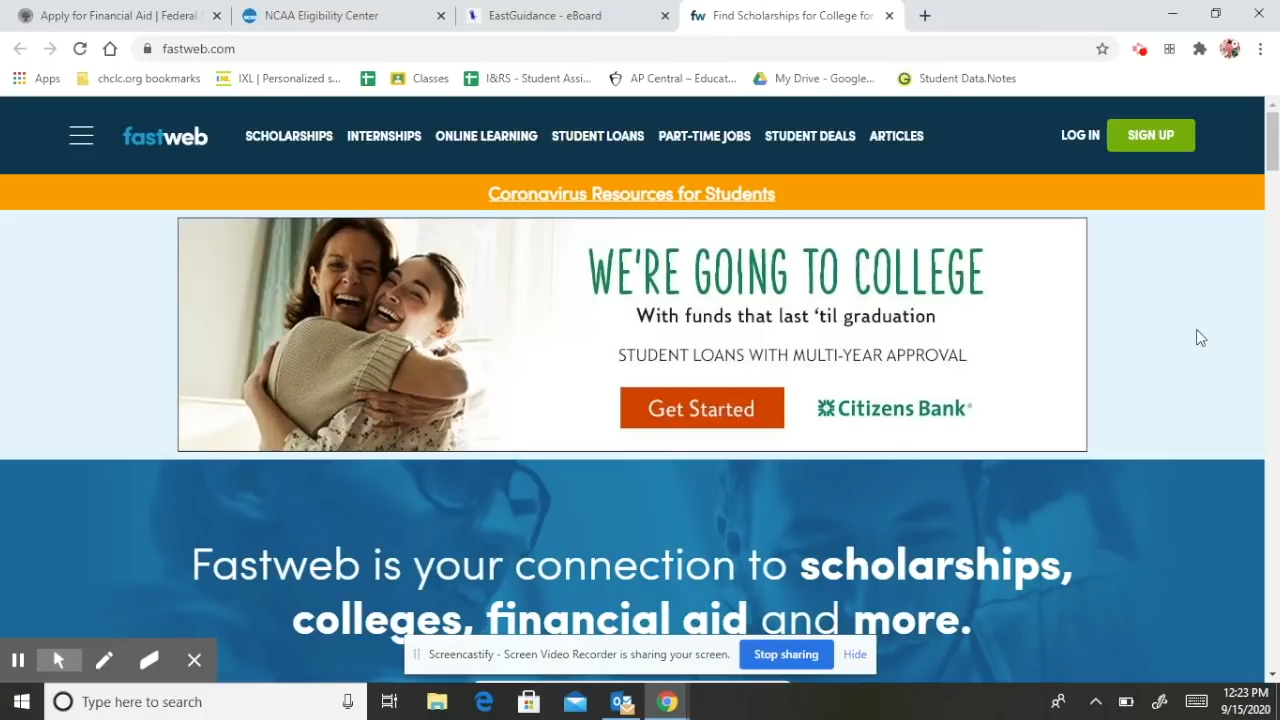 Apply for Financial Aid | Federal S
NCAA Eligibility Center
EastGuidance - eBoard
fw Find Scholarships for College for
fastweb.com
Apps
chclc.org bookmarks
IXL | Personalized s...
Classes
I&RS - Student Assi...
AP Central – Educat...
My Drive - Google...
Student Data.Notes
fastweb
SCHOLARSHIPS INTERNSHIPS ONLINE LEARNING STUDENT LOANS PART-TIME JOBS STUDENT DEALS ARTICLES
LOG IN SIGN UP
Coronavirus Resources for Students
WE'RE GOING TO COLLEGE
With funds that last ‘til graduation
STUDENT LOANS WITH MULTI-YEAR APPROVAL
Get Started
Citizens Bank®
Fastweb is your connection to scholarships,
colleges, financial aid and more.
Screencastify - Screen Video Recorder is sharing your screen.
Stop sharing
Hide
Type here to search
12:23 PM
9/15/2020